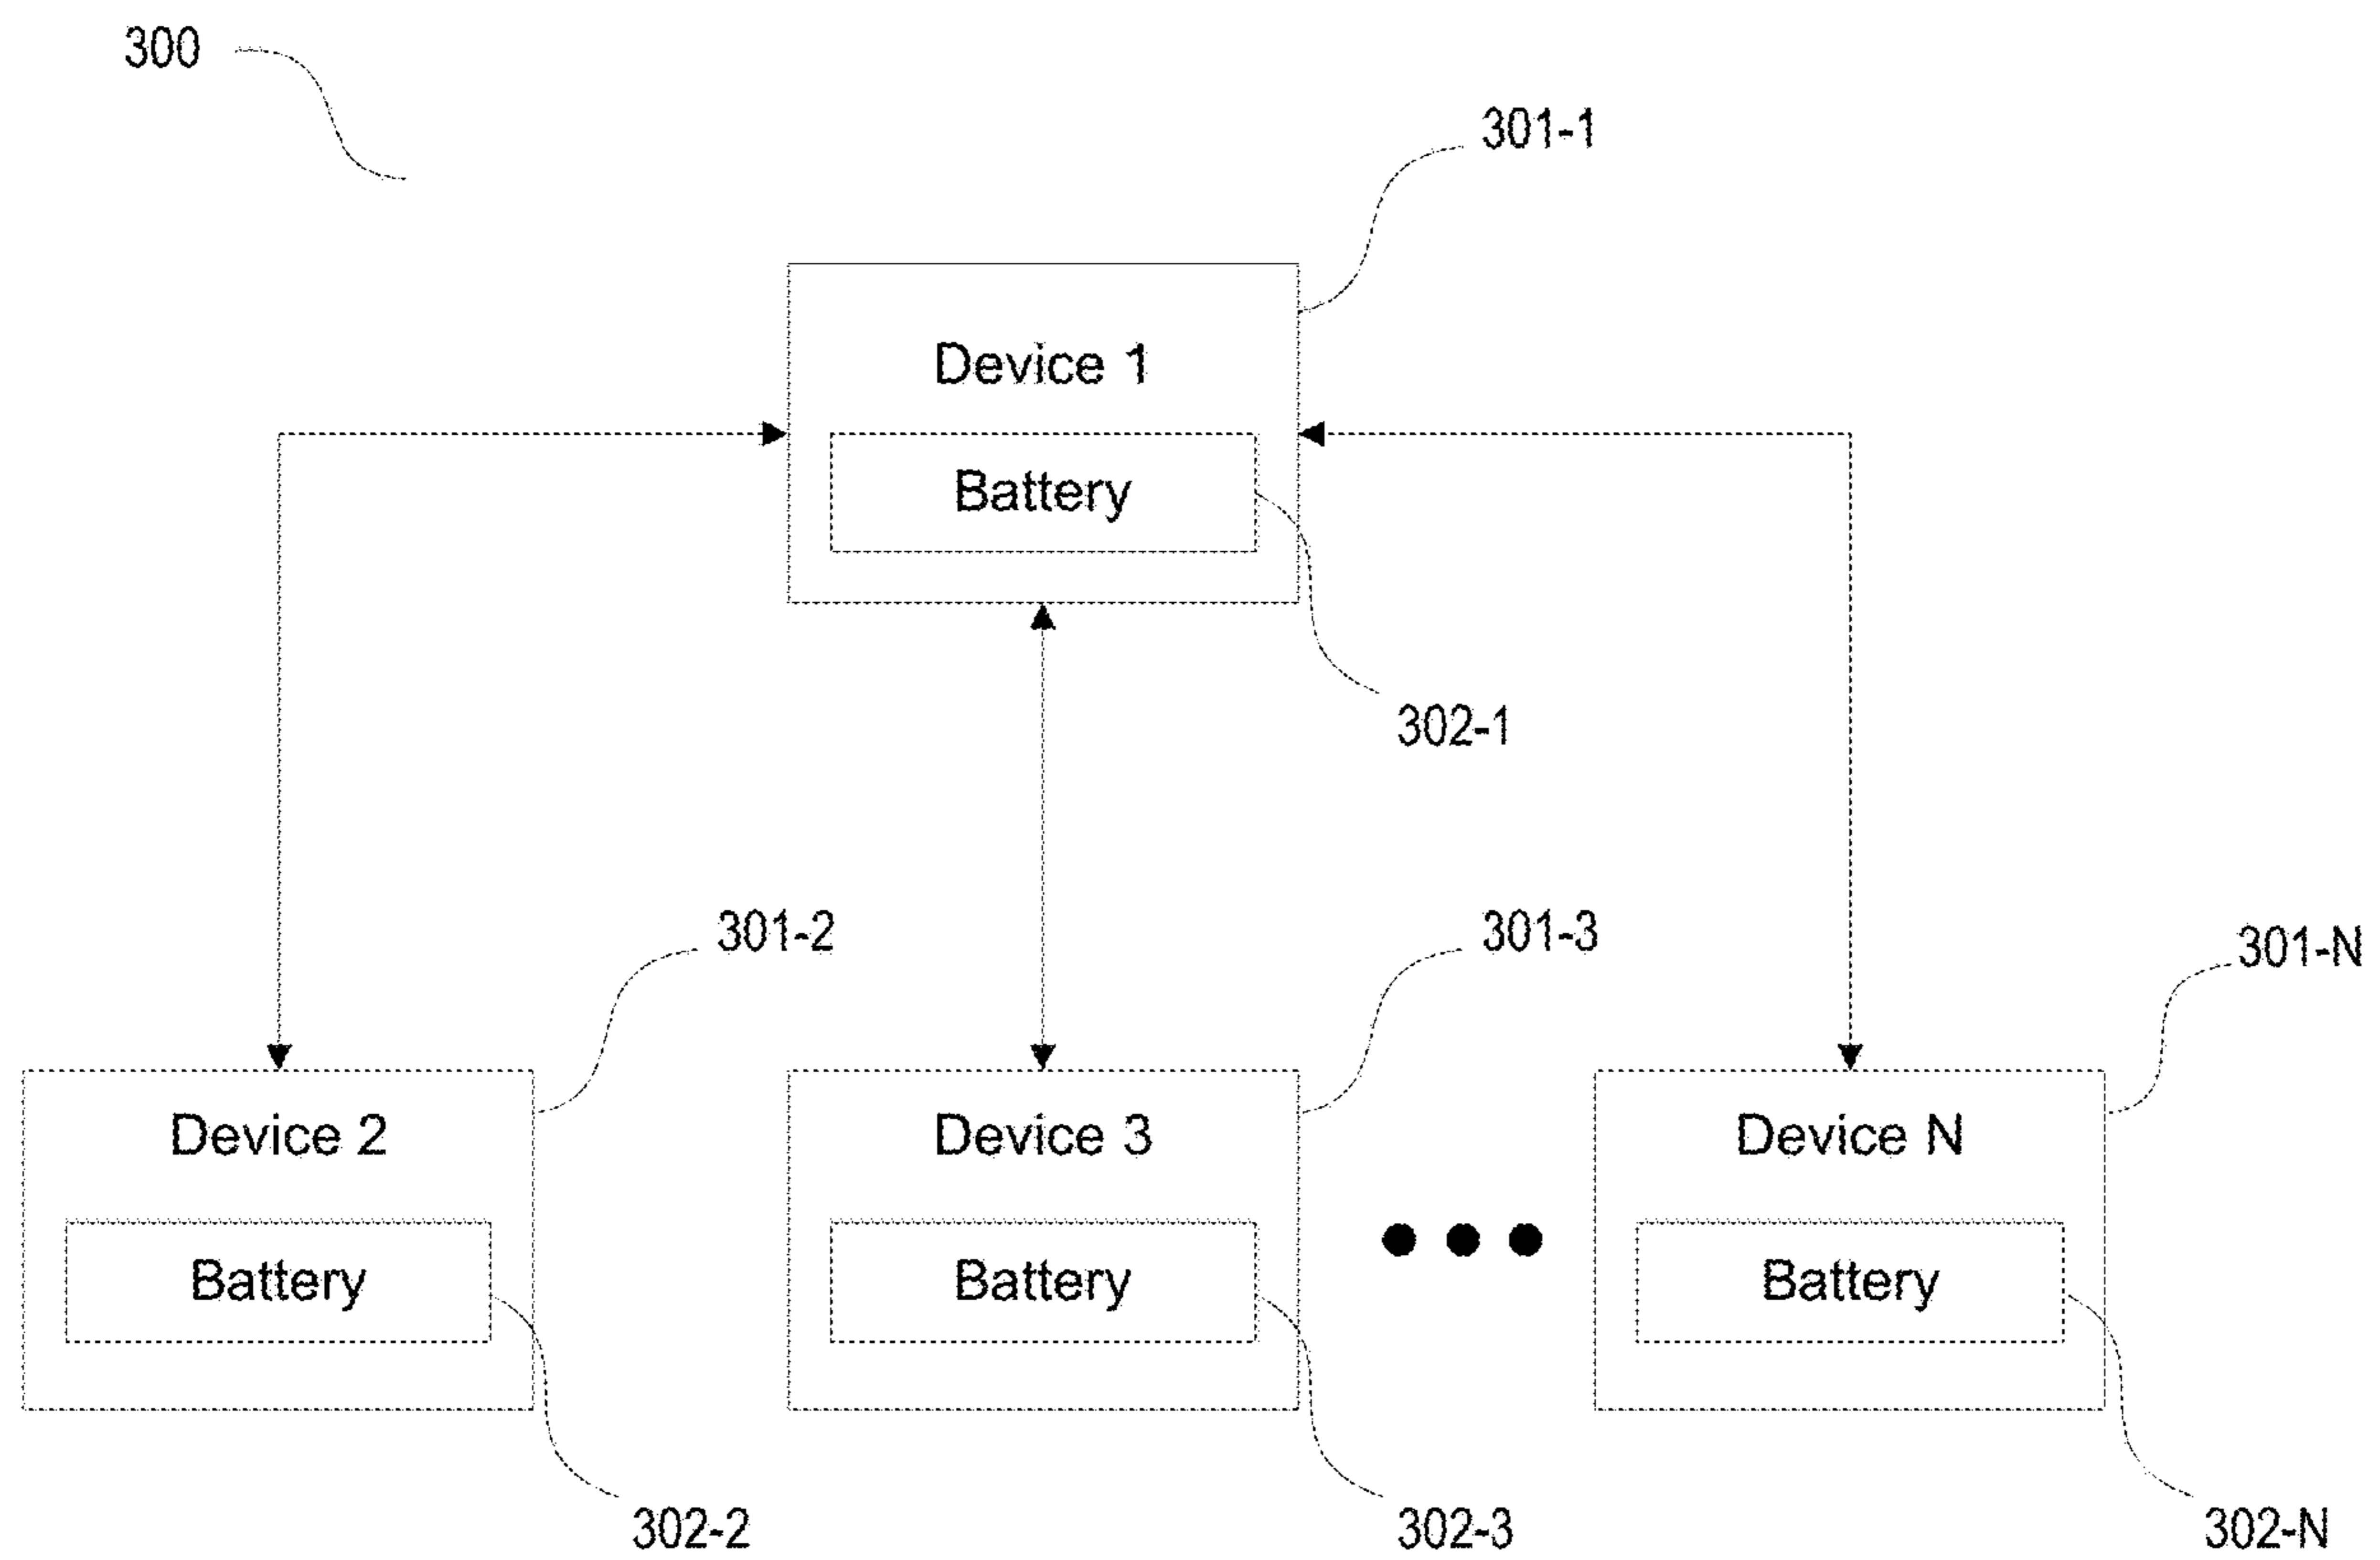 300
301-1
Device 1
Battery
302-1
301-2
301-3
301-N
Device 2
Device 3
Device N
Battery
Battery
Battery
302-2
302-3
302-N